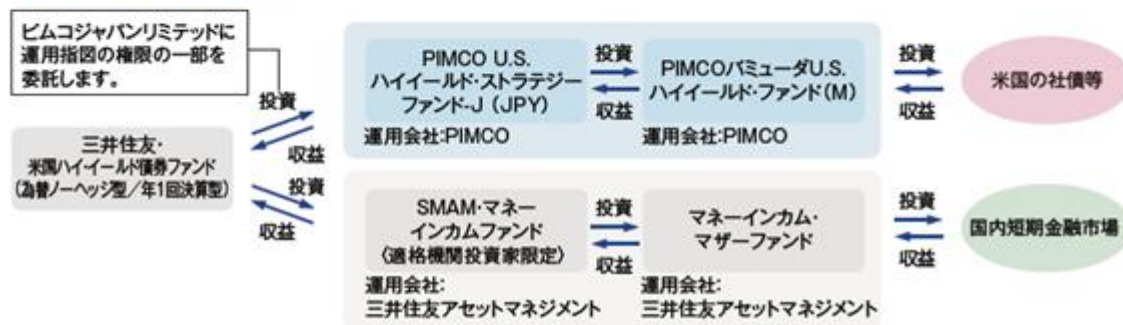 ピムコジャパンリミテッドに
運用指図の権限の一部を
委託します。
投資
収益
三井住友・
米国ハイ・イールド債券ファンド
(為替ノーヘッジ型/年1回決算型)
投資
収益
PIMCO U.S.
ハイイールド・ストラテジー
ファンド-J (JPY)
運用会社:PIMCO
投資
収益
PIMCOバミューダU.S.
ハイイールド・ファンド(M)
運用会社:PIMCO
投資
収益
米国の社債等
SMAM・マネー
インカムファンド
〈適格機関投資家限定〉
運用会社:
三井住友アセットマネジメント
投資
収益
マネーインカム・
マザーファンド
運用会社:
三井住友アセットマネジメント
投資
収益
国内短期金融市場